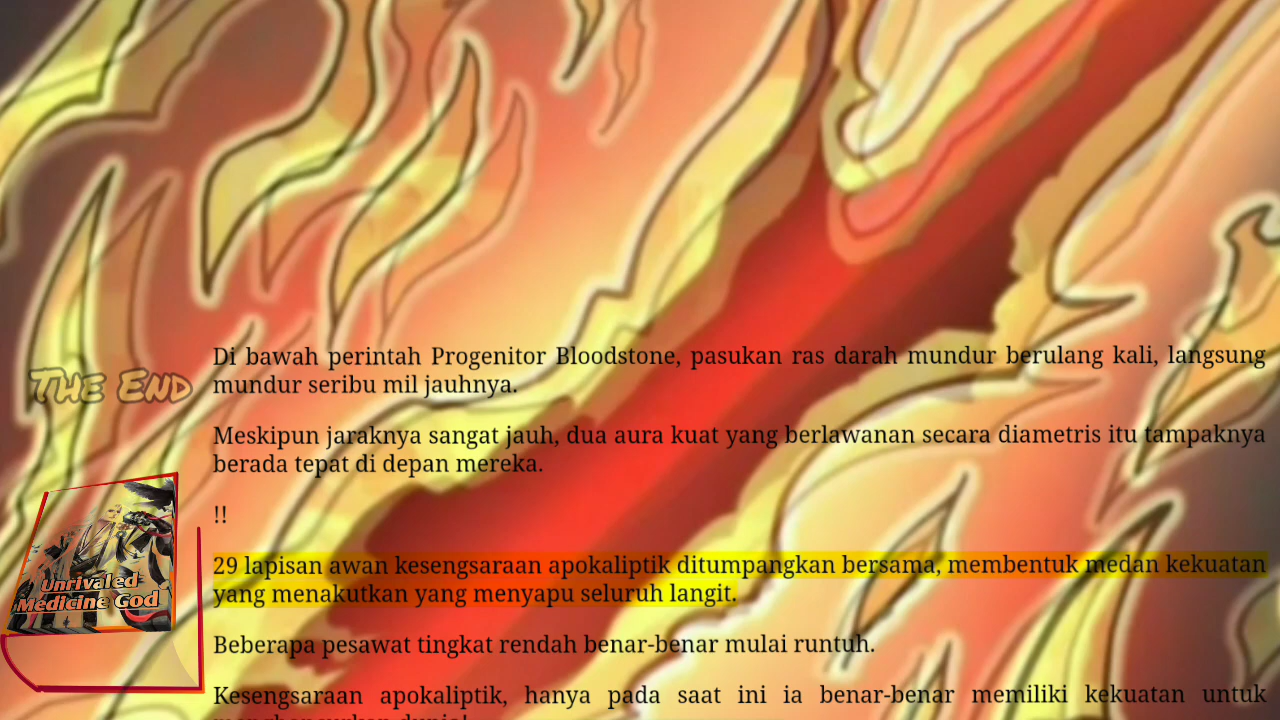 Di bawah perintah Progenitor Bloodstone, pasukan ras darah mundur berulang kali, langsung
mundur seribu mil jauhnya.
The End
Meskipun jaraknya sangat jauh, dua aura kuat yang berlawanan secara diametris itu tampaknya
berada tepat di depan mereka.
!!
29 lapisan awan kesengsaraan apokaliptik ditumpangkan bersama, membentuk medan kekuatan
yang menakutkan yang menyapu seluruh langit.
Unrivaled
Medicine God
Beberapa pesawat tingkat rendah benar-benar mulai runtuh.
Kesengsaraan apokaliptik, hanya pada saat ini ia benar-benar memiliki kekuatan untuk